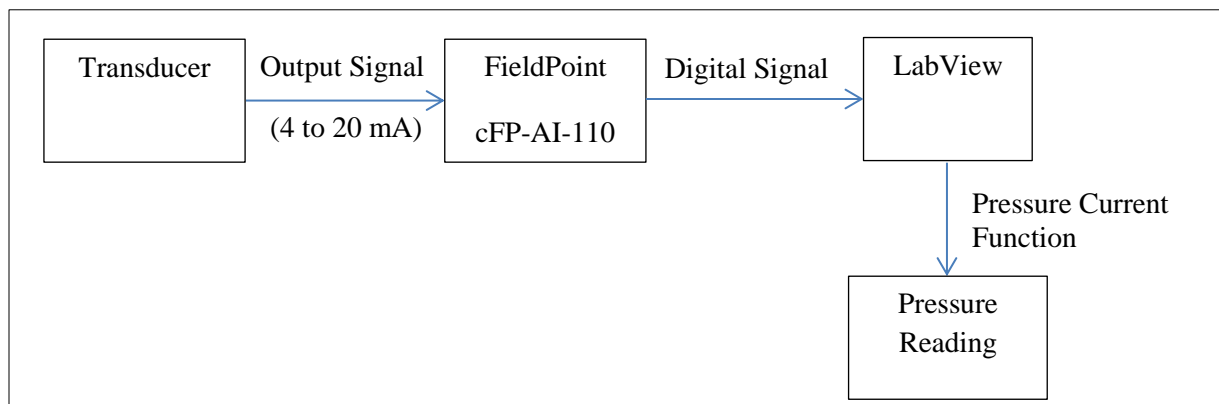 Transducer
Output Signal
(4 to 20 mA)
FieldPoint
cFP-AI-110
Digital Signal
LabView
Pressure Current
Function
Pressure
Reading